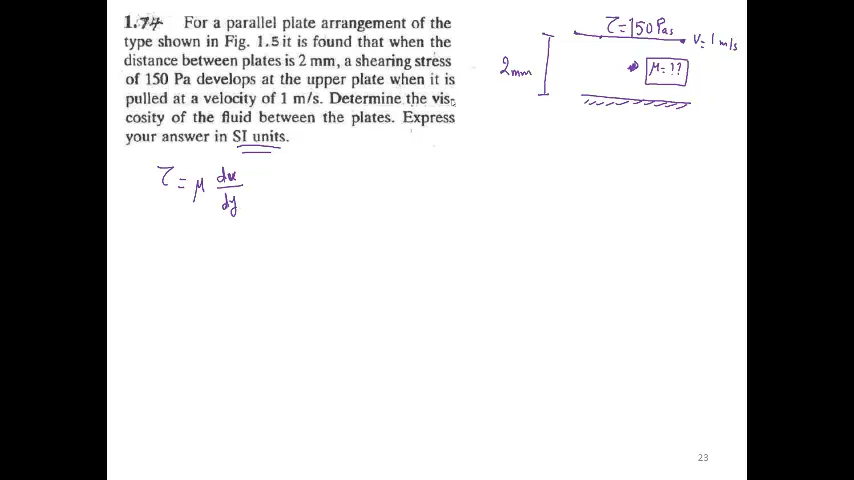 1.74 For a parallel plate arrangement of the
type shown in Fig. 1.5 it is found that when the
distance between plates is 2 mm, a shearing stress
of 150 Pa develops at the upper plate when it is
pulled at a velocity of 1 m/s. Determine the vis-
cosity of the fluid between the plates. Express
your answer in SI units.
τ = μ du/dy
τ=150 Pas
V= 1 m/s
2mm
μ= ??
23